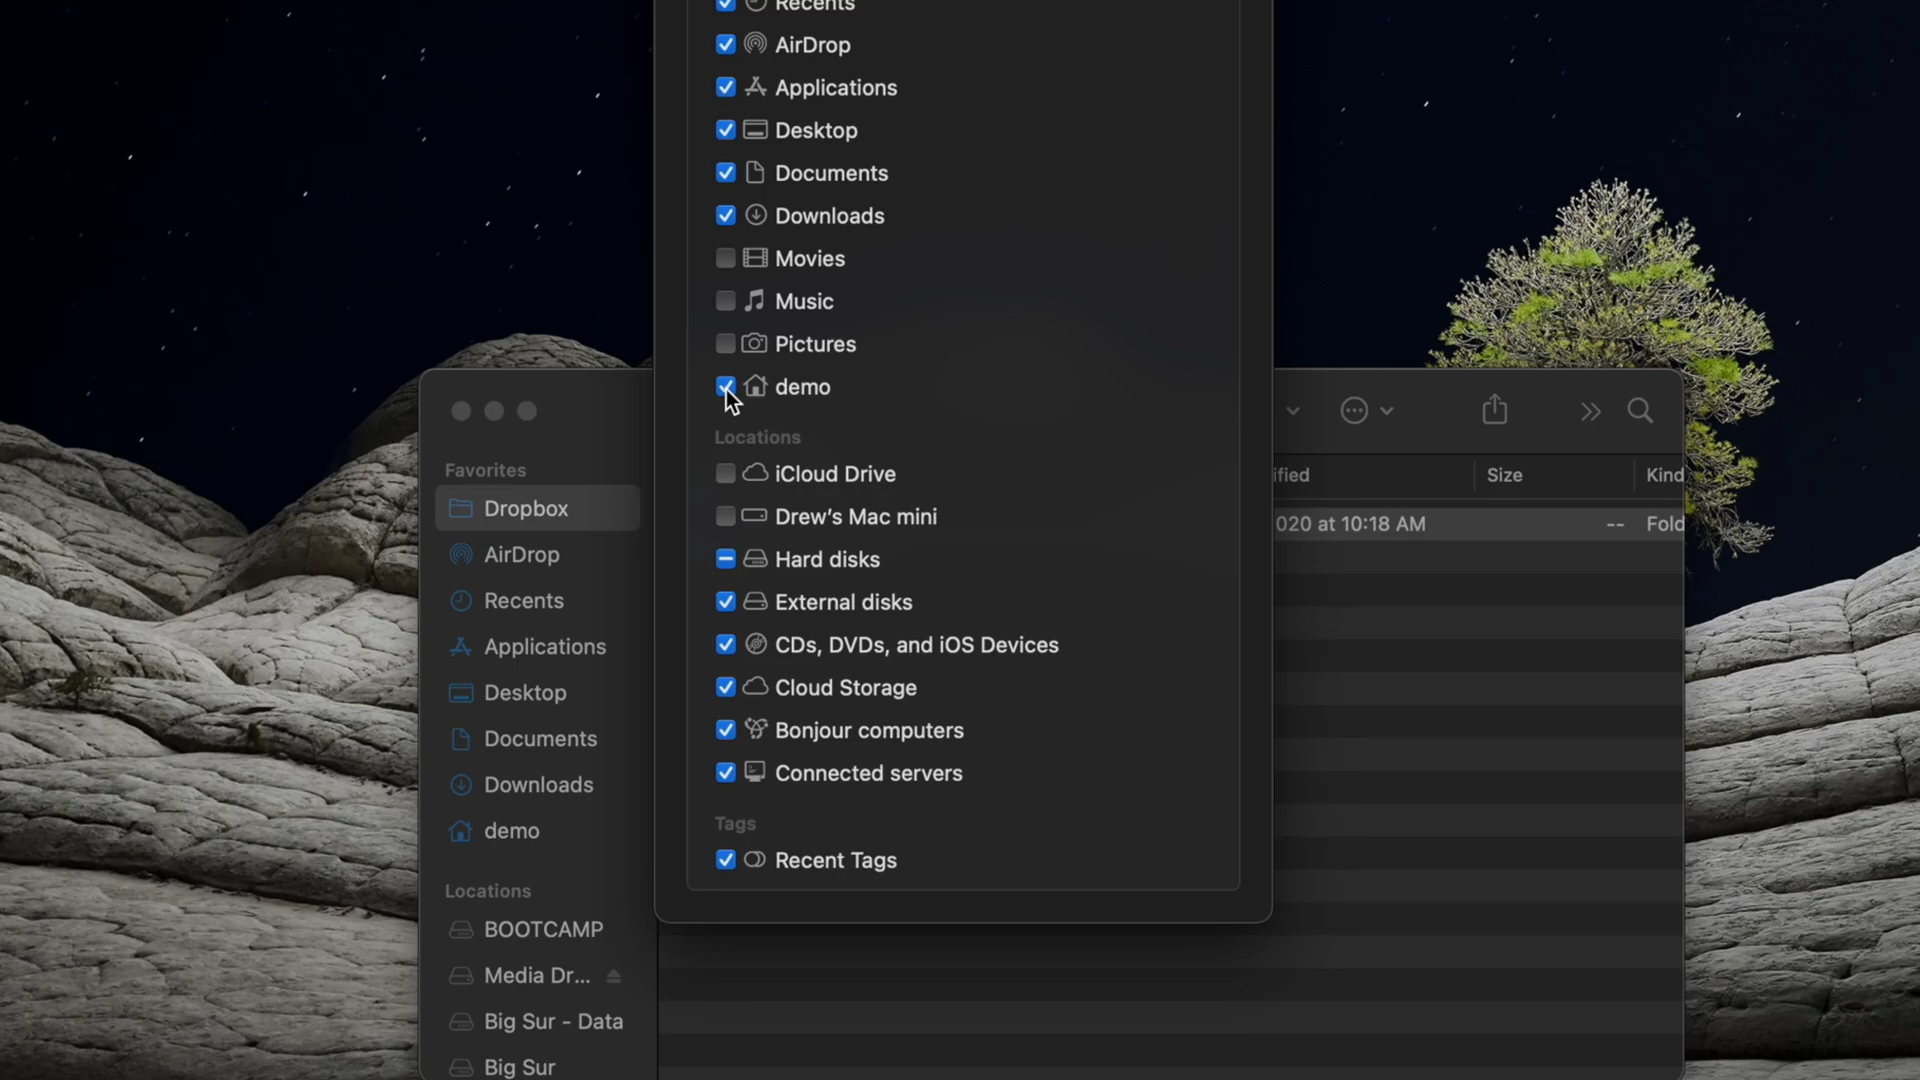 Recents
AirDrop
Applications
Desktop
Documents
Downloads
Movies
Music
Pictures
demo
Locations
iCloud Drive
Drew's Mac mini
Hard disks
External disks
CDs, DVDs, and iOS Devices
Cloud Storage
Bonjour computers
Connected servers
Tags
Recent Tags
Favorites
Dropbox
AirDrop
Recents
Applications
Desktop
Documents
Downloads
demo
Locations
BOOTCAMP
Media Dr...
Big Sur - Data
Big Sur
ified Size Kind
020 at 10:18 AM -- Fold